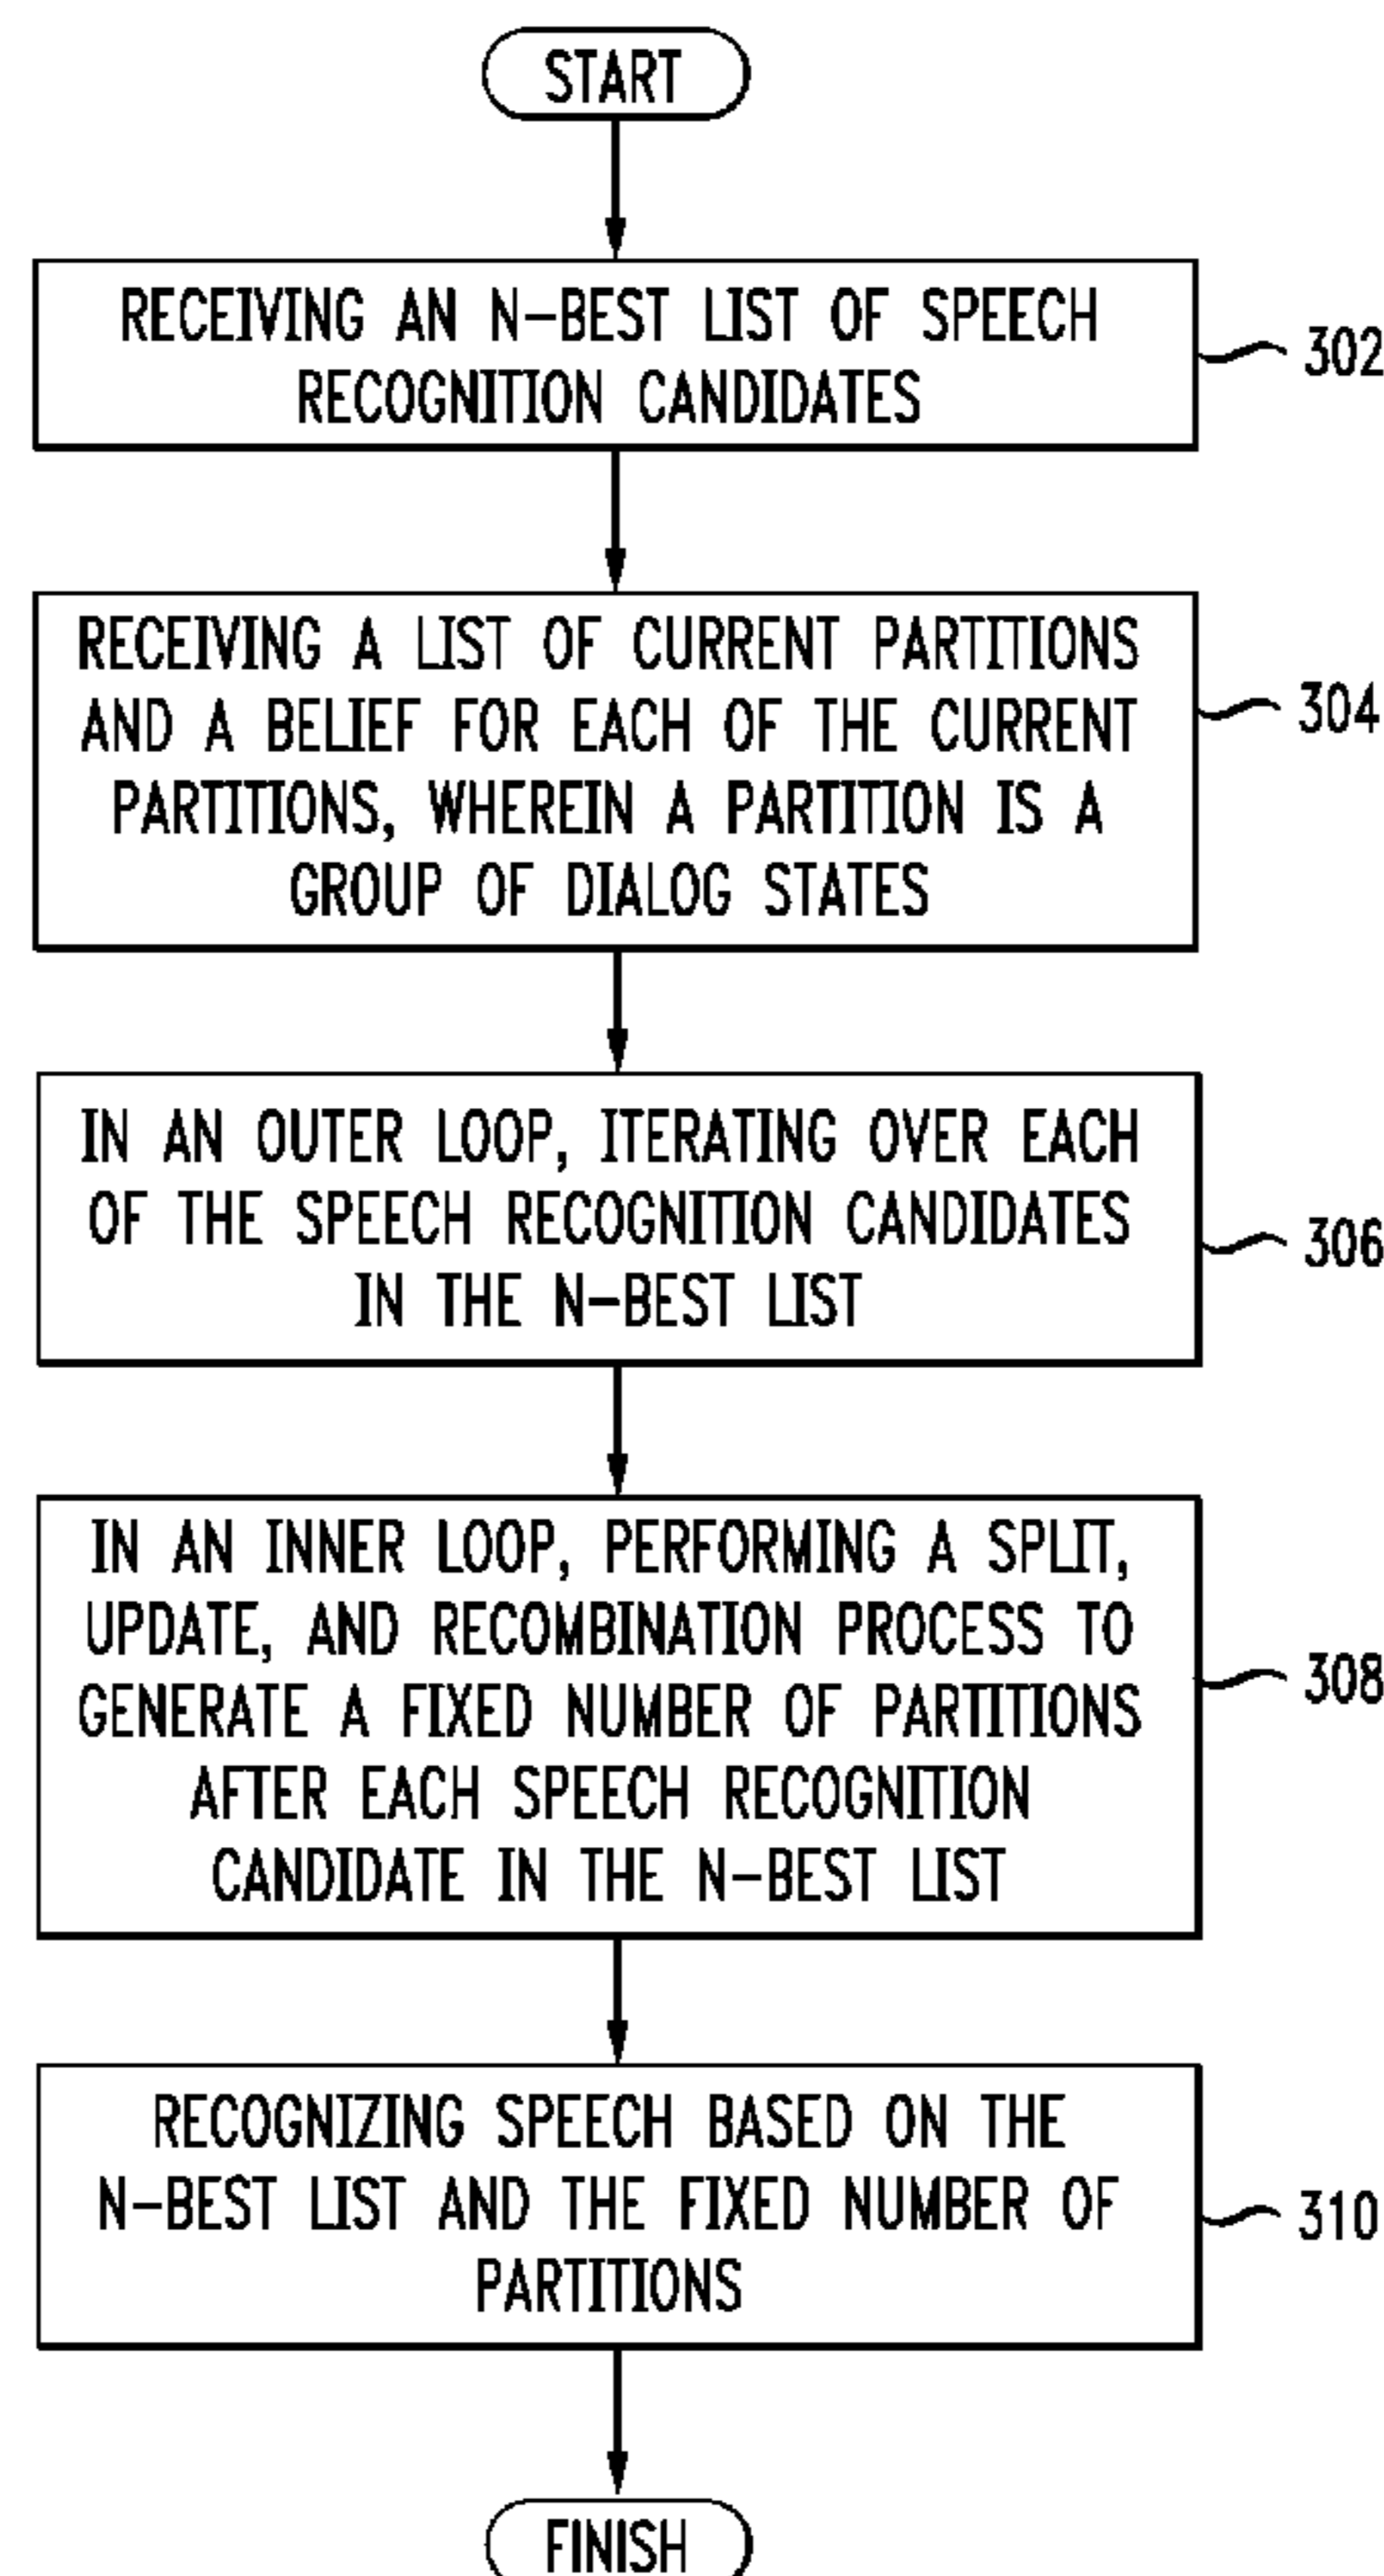 START
RECEIVING AN N-BEST LIST OF SPEECH
RECOGNITION CANDIDATES
302
RECEIVING A LIST OF CURRENT PARTITIONS
AND A BELIEF FOR EACH OF THE CURRENT
PARTITIONS, WHEREIN A PARTITION IS A
GROUP OF DIALOG STATES
304
IN AN OUTER LOOP, ITERATING OVER EACH
OF THE SPEECH RECOGNITION CANDIDATES
IN THE N-BEST LIST
306
IN AN INNER LOOP, PERFORMING A SPLIT,
UPDATE, AND RECOMBINATION PROCESS TO
GENERATE A FIXED NUMBER OF PARTITIONS
AFTER EACH SPEECH RECOGNITION
CANDIDATE IN THE N-BEST LIST
308
RECOGNIZING SPEECH BASED ON THE
N-BEST LIST AND THE FIXED NUMBER OF
PARTITIONS
310
FINISH